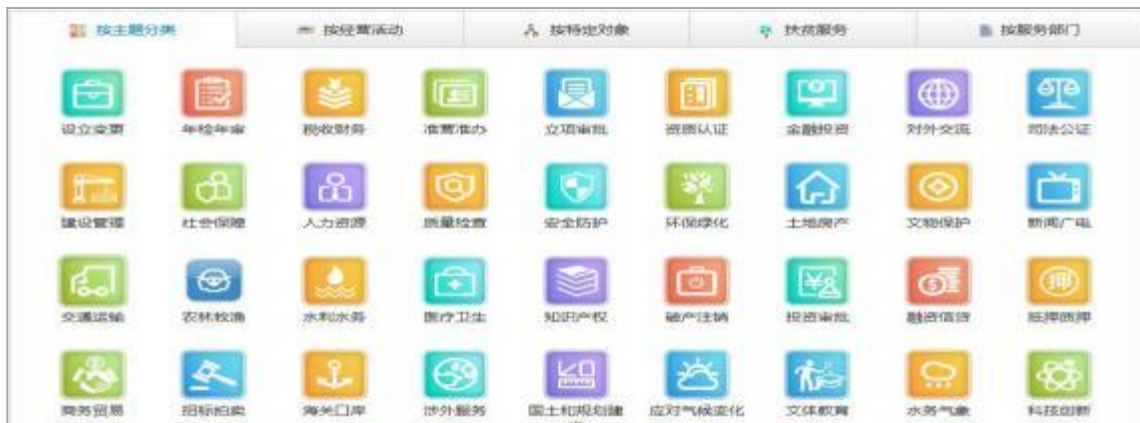 按主题分类 按经营活动 按特定对象 扶贫服务 按服务部门
设立变更 年检年审 税收财务 准营准办 立项审批 资质认证 金融投资 对外交流 司法公证
建设管理 社会保障 人力资源 质量检查 安全防护 环保绿化 土地房产 文物保护 新闻广电
交通运输 农林牧渔 水利水务 医疗卫生 知识产权 破产注销 投资审批 融资信贷 抵押质押
商务贸易 招标拍卖 海关口岸 涉外服务 国土和规划建 应对气候变化 文体教育 水务气象 科技创新